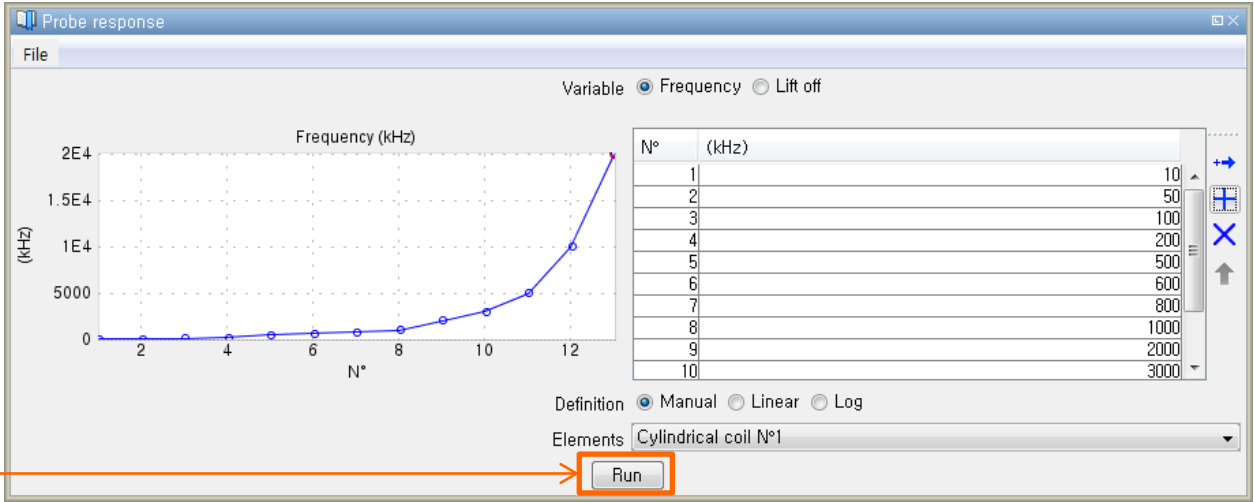 Probe response
File
Variable Frequency Lift off
Frequency (kHz)
2E4
1.5E4
1E4
5000
0
(kHz)
2 4 6 8 10 12
N°
N° (kHz)
1 10
2 50
3 100
4 200
5 500
6 600
7 800
8 1000
9 2000
10 3000
Definition Manual Linear Log
Elements Cylindrical coil N°1
Run